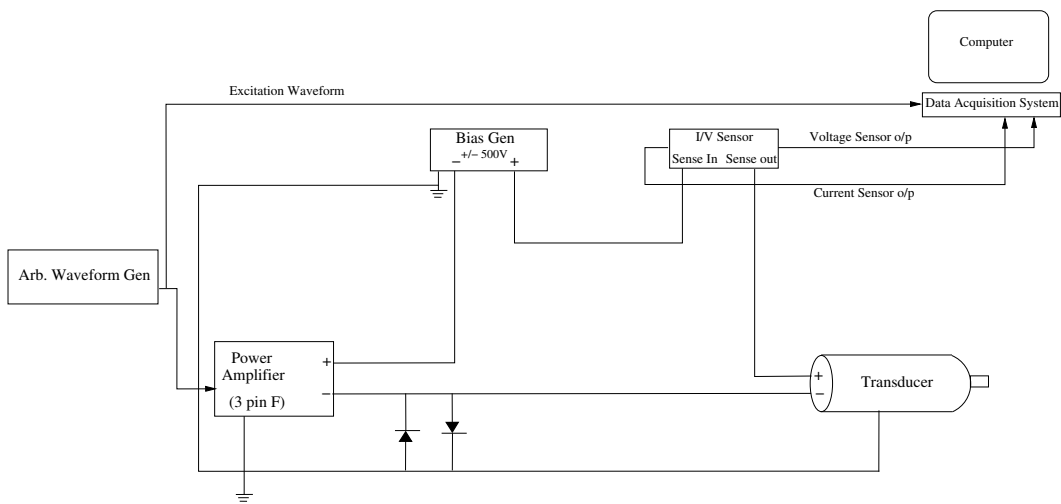 Computer
Excitation Waveform
Data Acquisition System
Bias Gen
+/− 500V
− +
I/V Sensor
Sense In Sense out
Voltage Sensor o/p
Current Sensor o/p
Arb. Waveform Gen
Power
Amplifier
(3 pin F)
+
−
+
−
Transducer